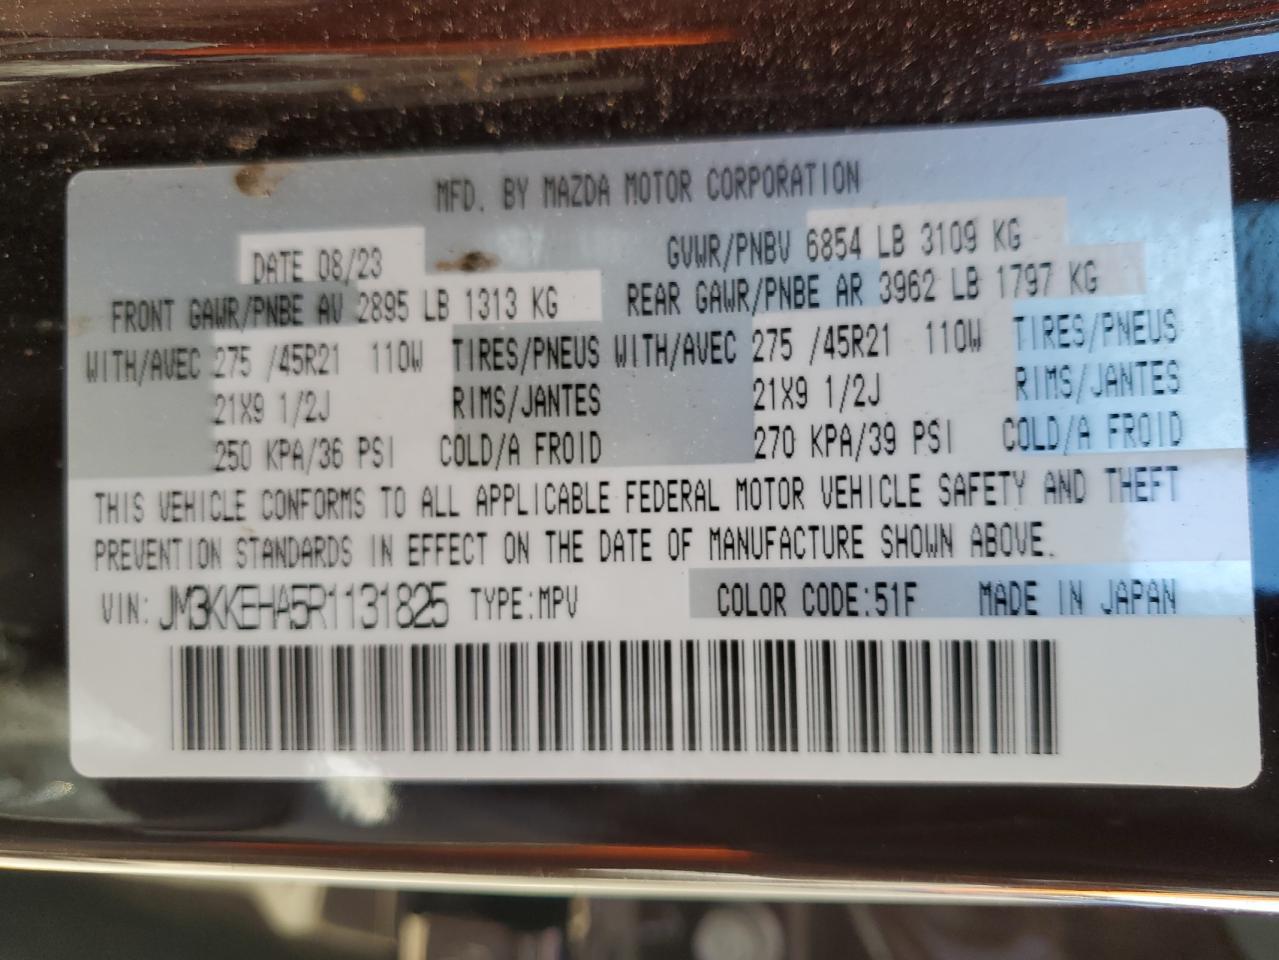 MFD. BY MAZDA MOTOR CORPORATION
DATE 08/23 GVWR/PNBV 6854 LB 3109 KG
FRONT GAWR/PNBE AV 2895 LB 1313 KG REAR GAWR/PNBE AR 3962 LB 1797 KG
WITH/AVEC 275 /45R21 110W TIRES/PNEUS WITH/AVEC 275 /45R21 110W TIRES/PNEUS
21X9 1/2J RIMS/JANTES 21X9 1/2J RIMS/JANTES
250 KPA/36 PSI COLD/A FROID 270 KPA/39 PSI COLD/A FROID
THIS VEHICLE CONFORMS TO ALL APPLICABLE FEDERAL MOTOR VEHICLE SAFETY AND THEFT
PREVENTION STANDARDS IN EFFECT ON THE DATE OF MANUFACTURE SHOWN ABOVE.
VIN: JM3KKEHA5R1131825 TYPE:MPV COLOR CODE:51F MADE IN JAPAN